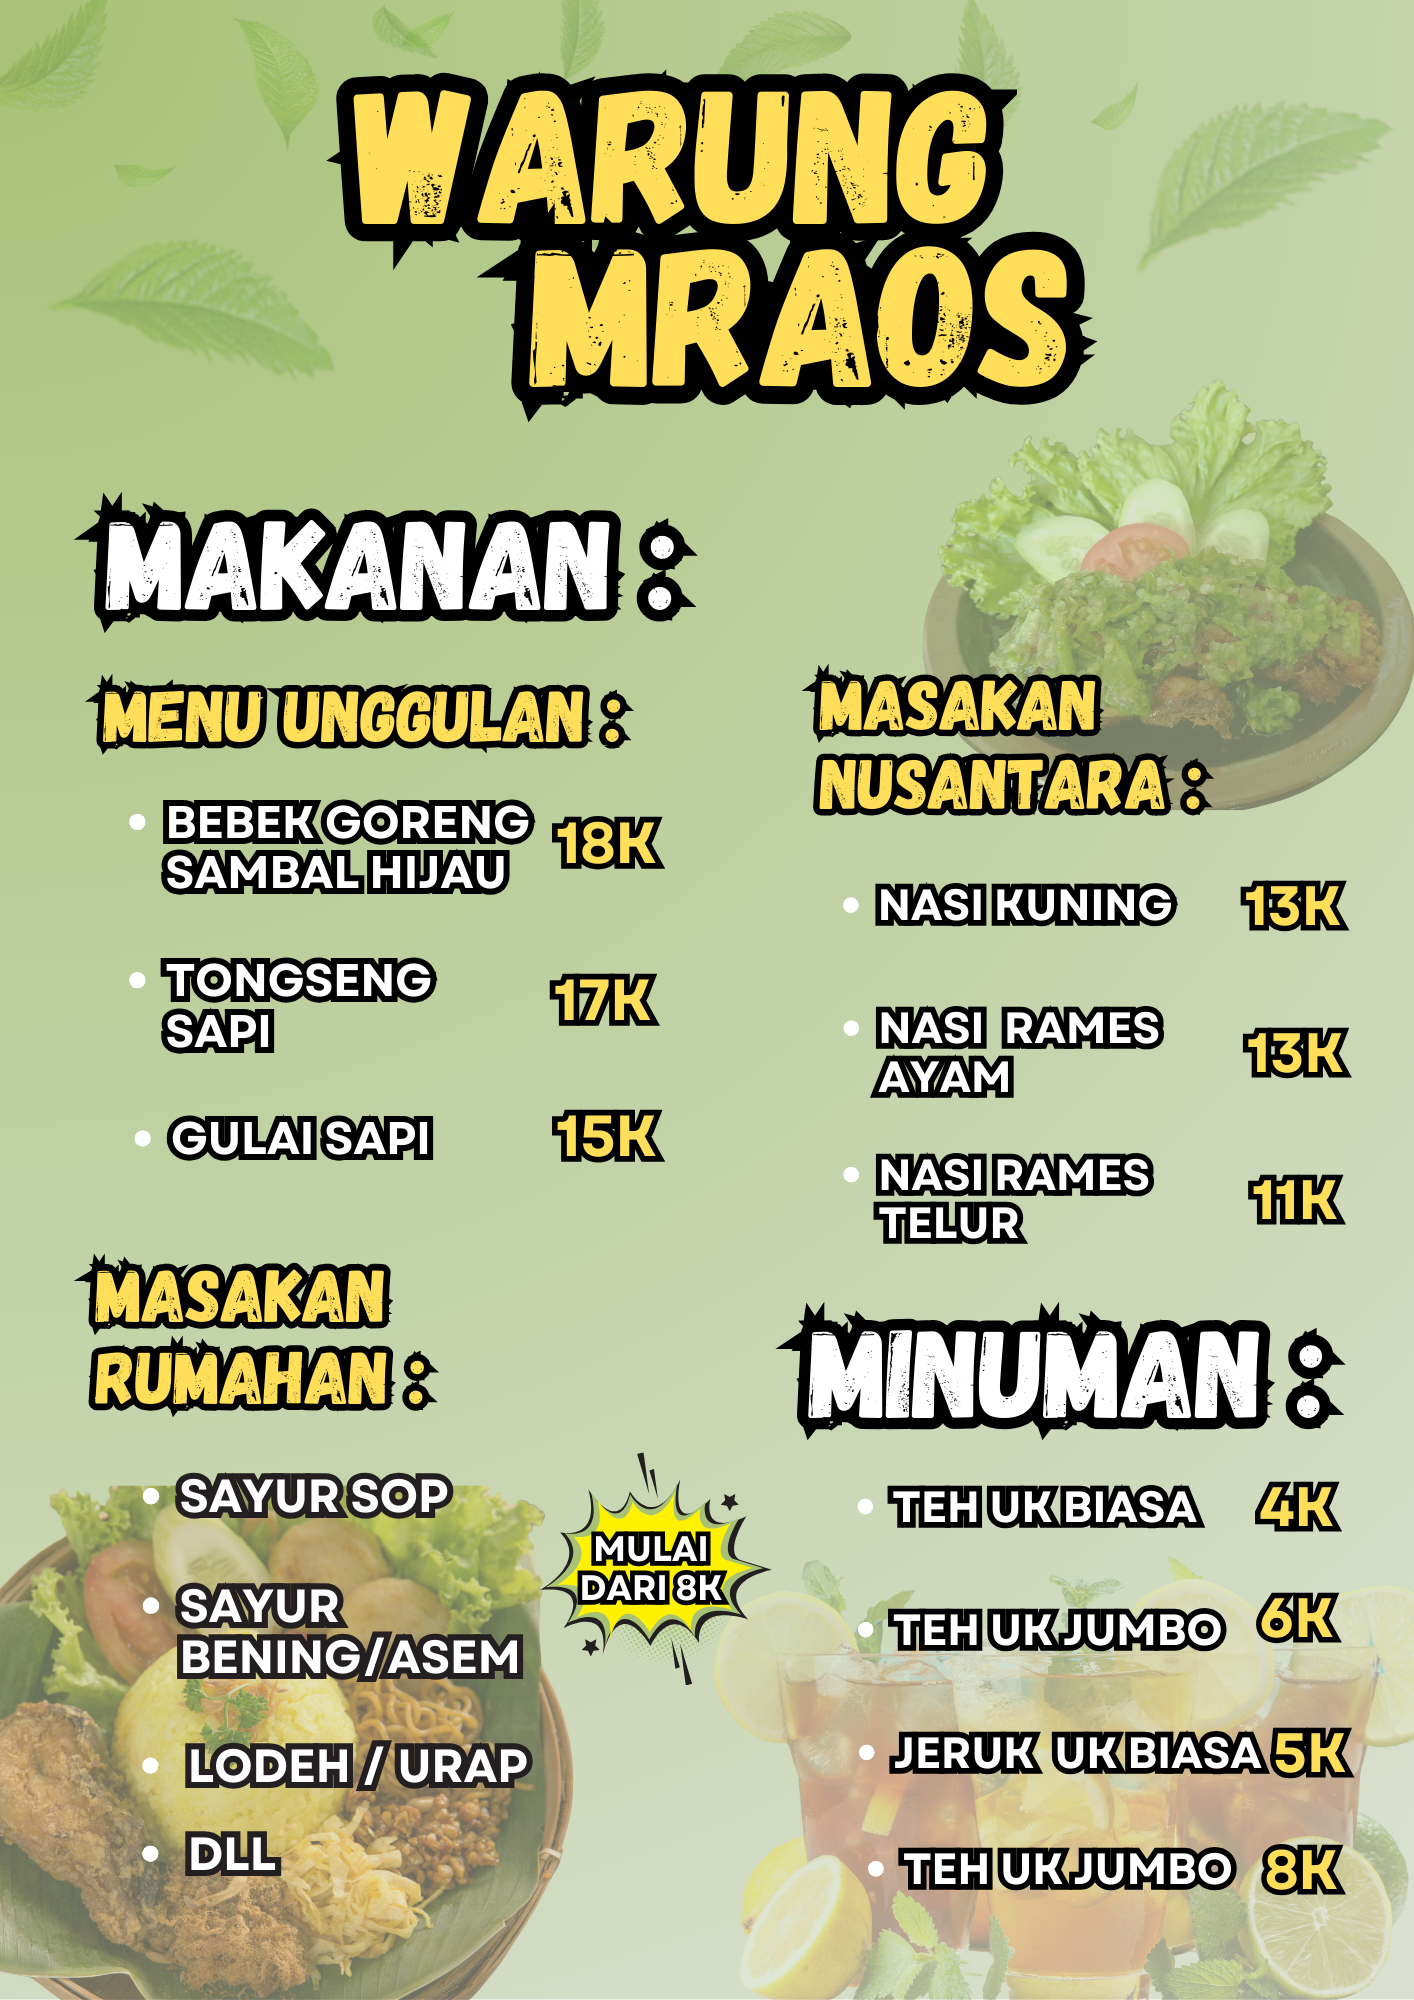 WARUNG
MRAOS
MAKANAN :
MENU UNGGULAN :
• BEBEK GORENG
SAMBAL HIJAU 18K
• TONGSENG
SAPI 17K
• GULAI SAPI 15K
MASAKAN
RUMAHAN :
• SAYUR SOP
• SAYUR
BENING/ASEM
• LODEH / URAP
• DLL
MULAI
DARI 8K
MASAKAN
NUSANTARA :
• NASI KUNING 13K
• NASI RAMES
AYAM 13K
• NASI RAMES
TELUR 11K
MINUMAN :
• TEH UK BIASA 4K
• TEH UK JUMBO 6K
• JERUK UK BIASA 5K
• TEH UK JUMBO 8K